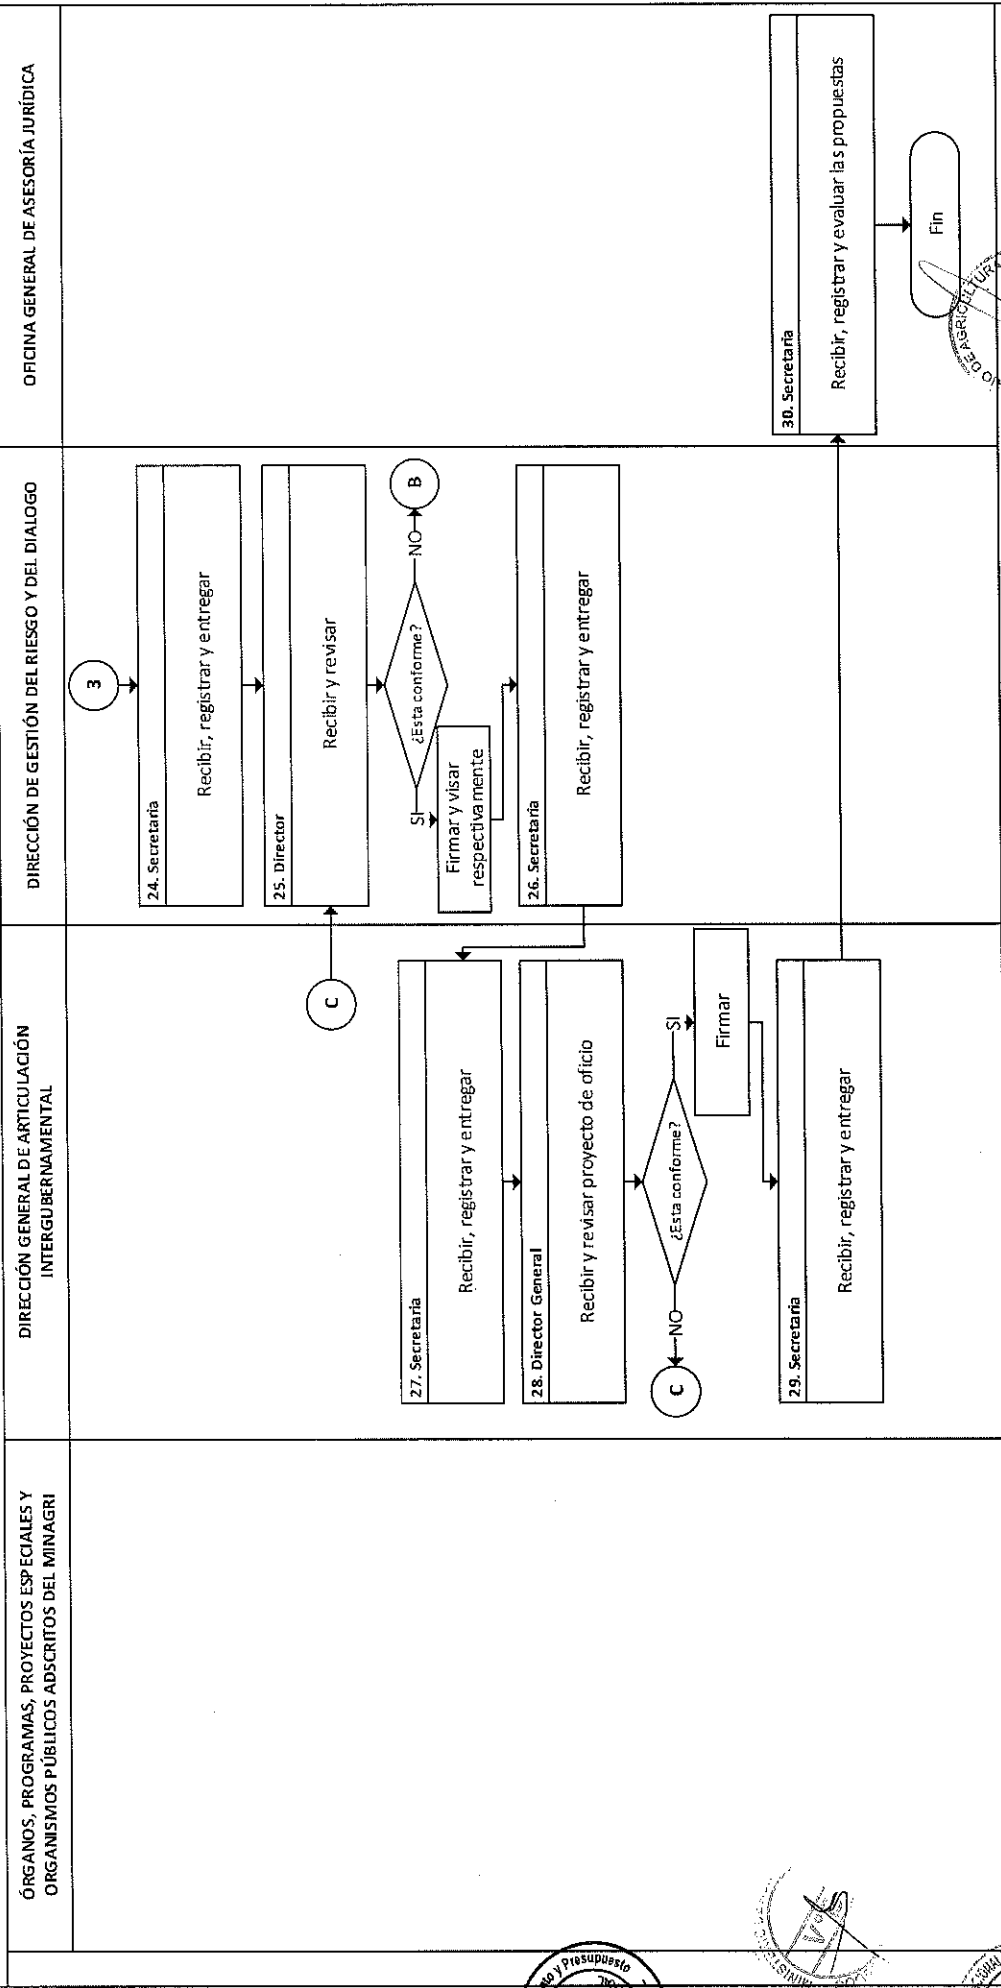 ÓRGANOS, PROGRAMAS, PROYECTOS ESPECIALES Y
ORGANISMOS PÚBLICOS ADSCRITOS DEL MINAGRI
DIRECCIÓN GENERAL DE ARTICULACIÓN
INTERGUBERNAMENTAL
DIRECCIÓN DE GESTIÓN DEL RIESGO Y DEL DIALOGO
OFICINA GENERAL DE ASESORÍA JURÍDICA
3
24. Secretaria
Recibir, registrar y entregar
25. Director
Recibir y revisar
C
¿Esta conforme?
NO
B
SI
Firmar y visar
respectivamente
26. Secretaría
Recibir, registrar y entregar
27. Secretaria
Recibir, registrar y entregar
28. Director General
Recibir y revisar proyecto de oficio
¿Esta conforme?
NO
C
SI
Firmar
29. Secretaria
Recibir, registrar y entregar
30. Secretaria
Recibir, registrar y evaluar las propuestas
Fin
y Presupuesto
DE AGRICULTURA